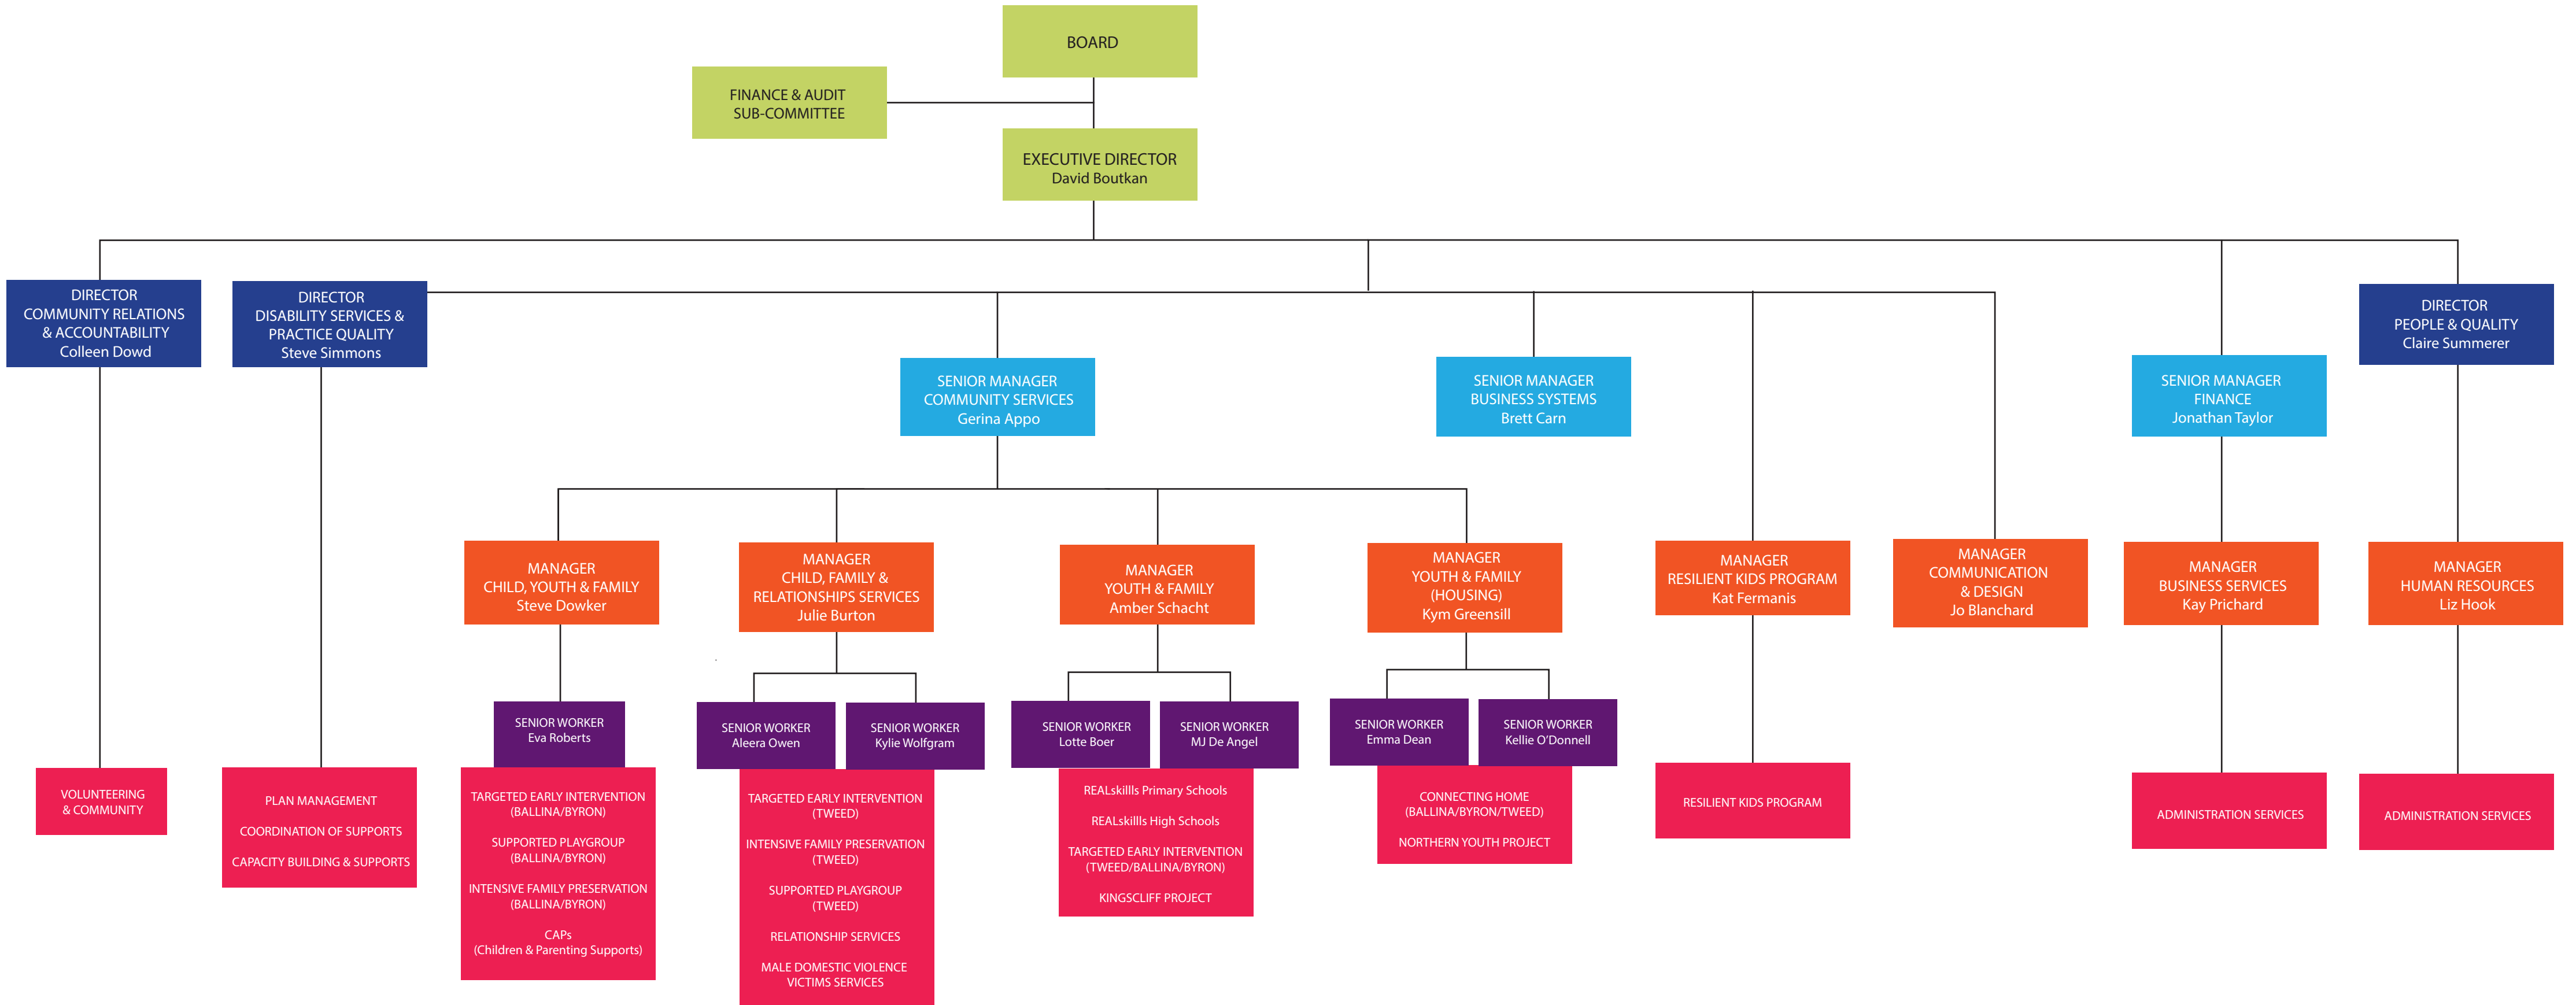 BOARD
FINANCE & AUDIT
SUB-COMMITTEE
EXECUTIVE DIRECTOR
David Boutkan
DIRECTOR
COMMUNITY RELATIONS
& ACCOUNTABILITY
Colleen Dowd
DIRECTOR
DISABILITY SERVICES &
PRACTICE QUALITY
Steve Simmons
DIRECTOR
PEOPLE & QUALITY
Claire Summerer
SENIOR MANAGER
COMMUNITY SERVICES
Gerina Appo
SENIOR MANAGER
BUSINESS SYSTEMS
Brett Carn
SENIOR MANAGER
FINANCE
Jonathan Taylor
MANAGER
CHILD, YOUTH & FAMILY
Steve Dowker
MANAGER
CHILD, FAMILY &
RELATIONSHIPS SERVICES
Julie Burton
MANAGER
YOUTH & FAMILY
Amber Schacht
MANAGER
YOUTH & FAMILY
(HOUSING)
Kym Greensill
MANAGER
RESILIENT KIDS PROGRAM
Kat Fermanis
MANAGER
COMMUNICATION
& DESIGN
Jo Blanchard
MANAGER
BUSINESS SERVICES
Kay Prichard
MANAGER
HUMAN RESOURCES
Liz Hook
SENIOR WORKER
Eva Roberts
SENIOR WORKER
Aleera Owen
SENIOR WORKER
Kylie Wolfgram
SENIOR WORKER
Lotte Boer
SENIOR WORKER
MJ De Angel
SENIOR WORKER
Emma Dean
SENIOR WORKER
Kellie O’Donnell
VOLUNTEERING
& COMMUNITY
PLAN MANAGEMENT
COORDINATION OF SUPPORTS
CAPACITY BUILDING & SUPPORTS
TARGETED EARLY INTERVENTION
(BALLINA/BYRON)
SUPPORTED PLAYGROUP
(BALLINA/BYRON)
INTENSIVE FAMILY PRESERVATION
(BALLINA/BYRON)
CAPs
(Children & Parenting Supports)
TARGETED EARLY INTERVENTION
(TWEED)
INTENSIVE FAMILY PRESERVATION
(TWEED)
SUPPORTED PLAYGROUP
(TWEED)
RELATIONSHIP SERVICES
MALE DOMESTIC VIOLENCE
VICTIMS SERVICES
REALskillls Primary Schools
REALskillls High Schools
TARGETED EARLY INTERVENTION
(TWEED/BALLINA/BYRON)
KINGSCLIFF PROJECT
CONNECTING HOME
(BALLINA/BYRON/TWEED)
NORTHERN YOUTH PROJECT
RESILIENT KIDS PROGRAM
ADMINISTRATION SERVICES
ADMINISTRATION SERVICES